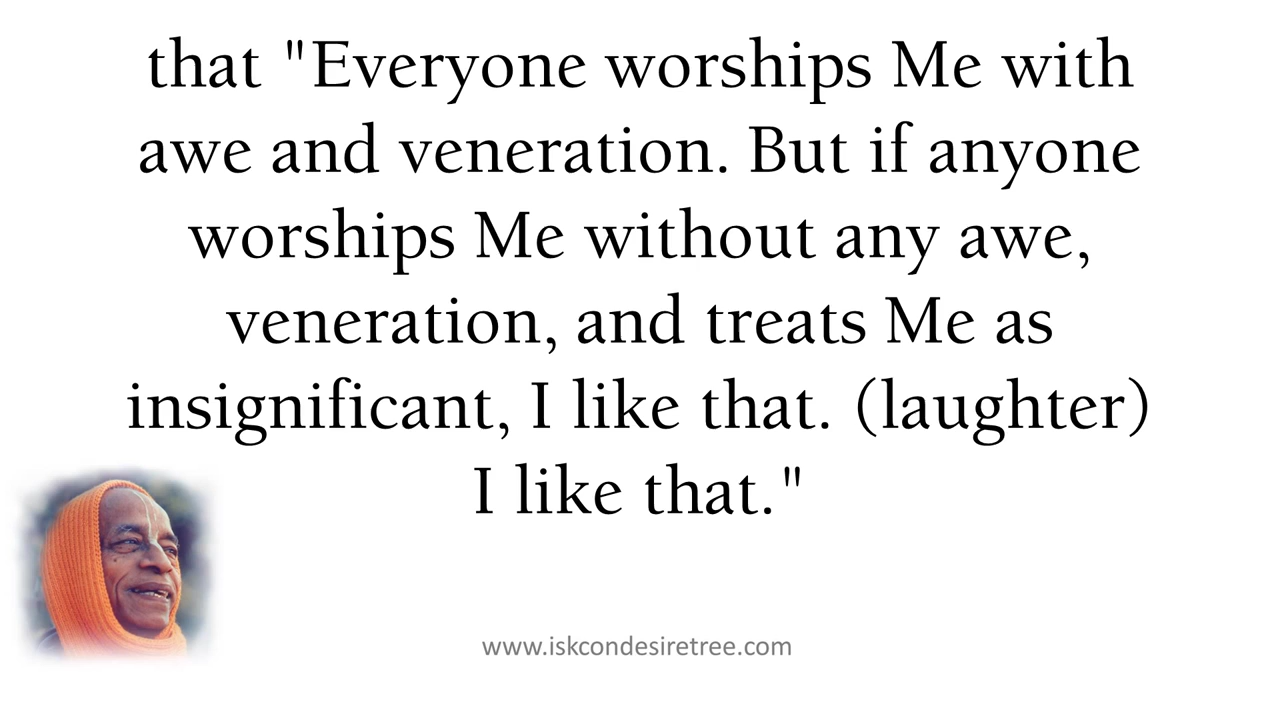 that "Everyone worships Me with
awe and veneration. But if anyone
worships Me without any awe,
veneration, and treats Me as
insignificant, I like that. (laughter)
I like that."
www.iskcondesiretree.com